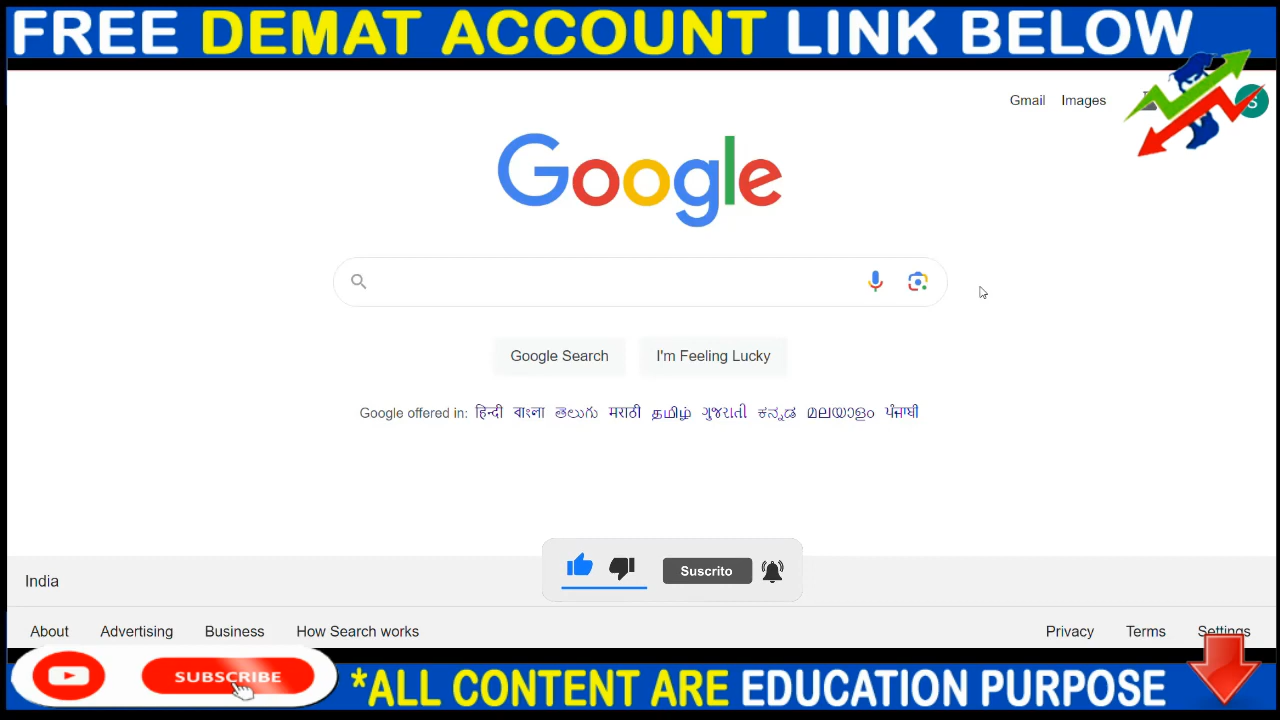 FREE DEMAT ACCOUNT LINK BELOW
Gmail Images
S
Google
Google Search I'm Feeling Lucky
Google offered in: हिन्दी বাংলা తెలుగు मराठी தமிழ் ગુજરાતી ಕನ್ನಡ മലയാളം ਪੰਜਾਬੀ
Suscrito
India
About Advertising Business How Search works Privacy Terms Settings
SUBSCRIBE
*ALL CONTENT ARE EDUCATION PURPOSE